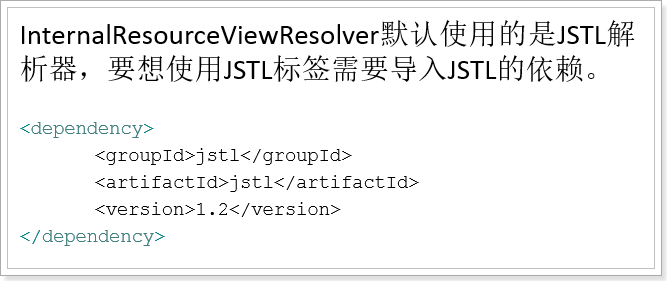 InternalResourceViewResolver默认使用的是JSTL解
析器，要想使用JSTL标签需要导入JSTL的依赖。
<dependency>
<groupId>jstl</groupId>
<artifactId>jstl</artifactId>
<version>1.2</version>
</dependency>